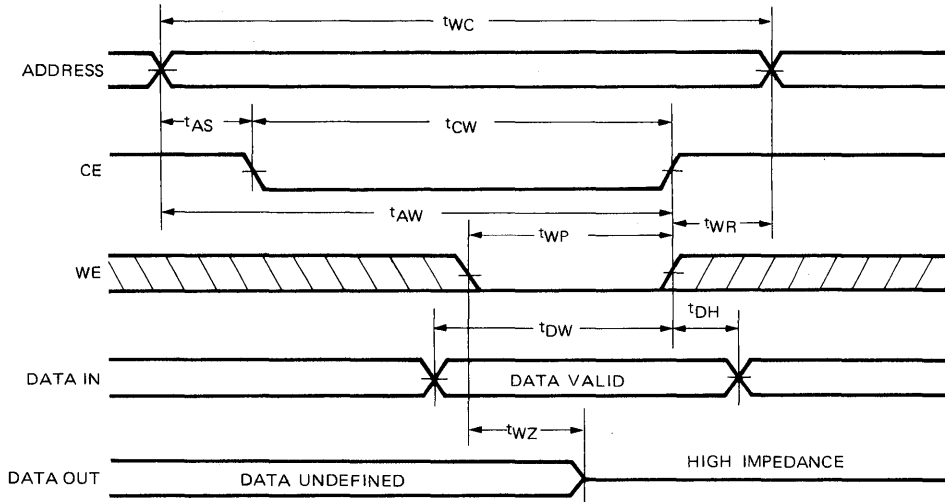 tWC
ADDRESS
tAS
tCW
CE
tAW
tWP
tWR
WE
tDW
tDH
DATA IN
DATA VALID
tWZ
DATA OUT
DATA UNDEFINED
HIGH IMPEDANCE